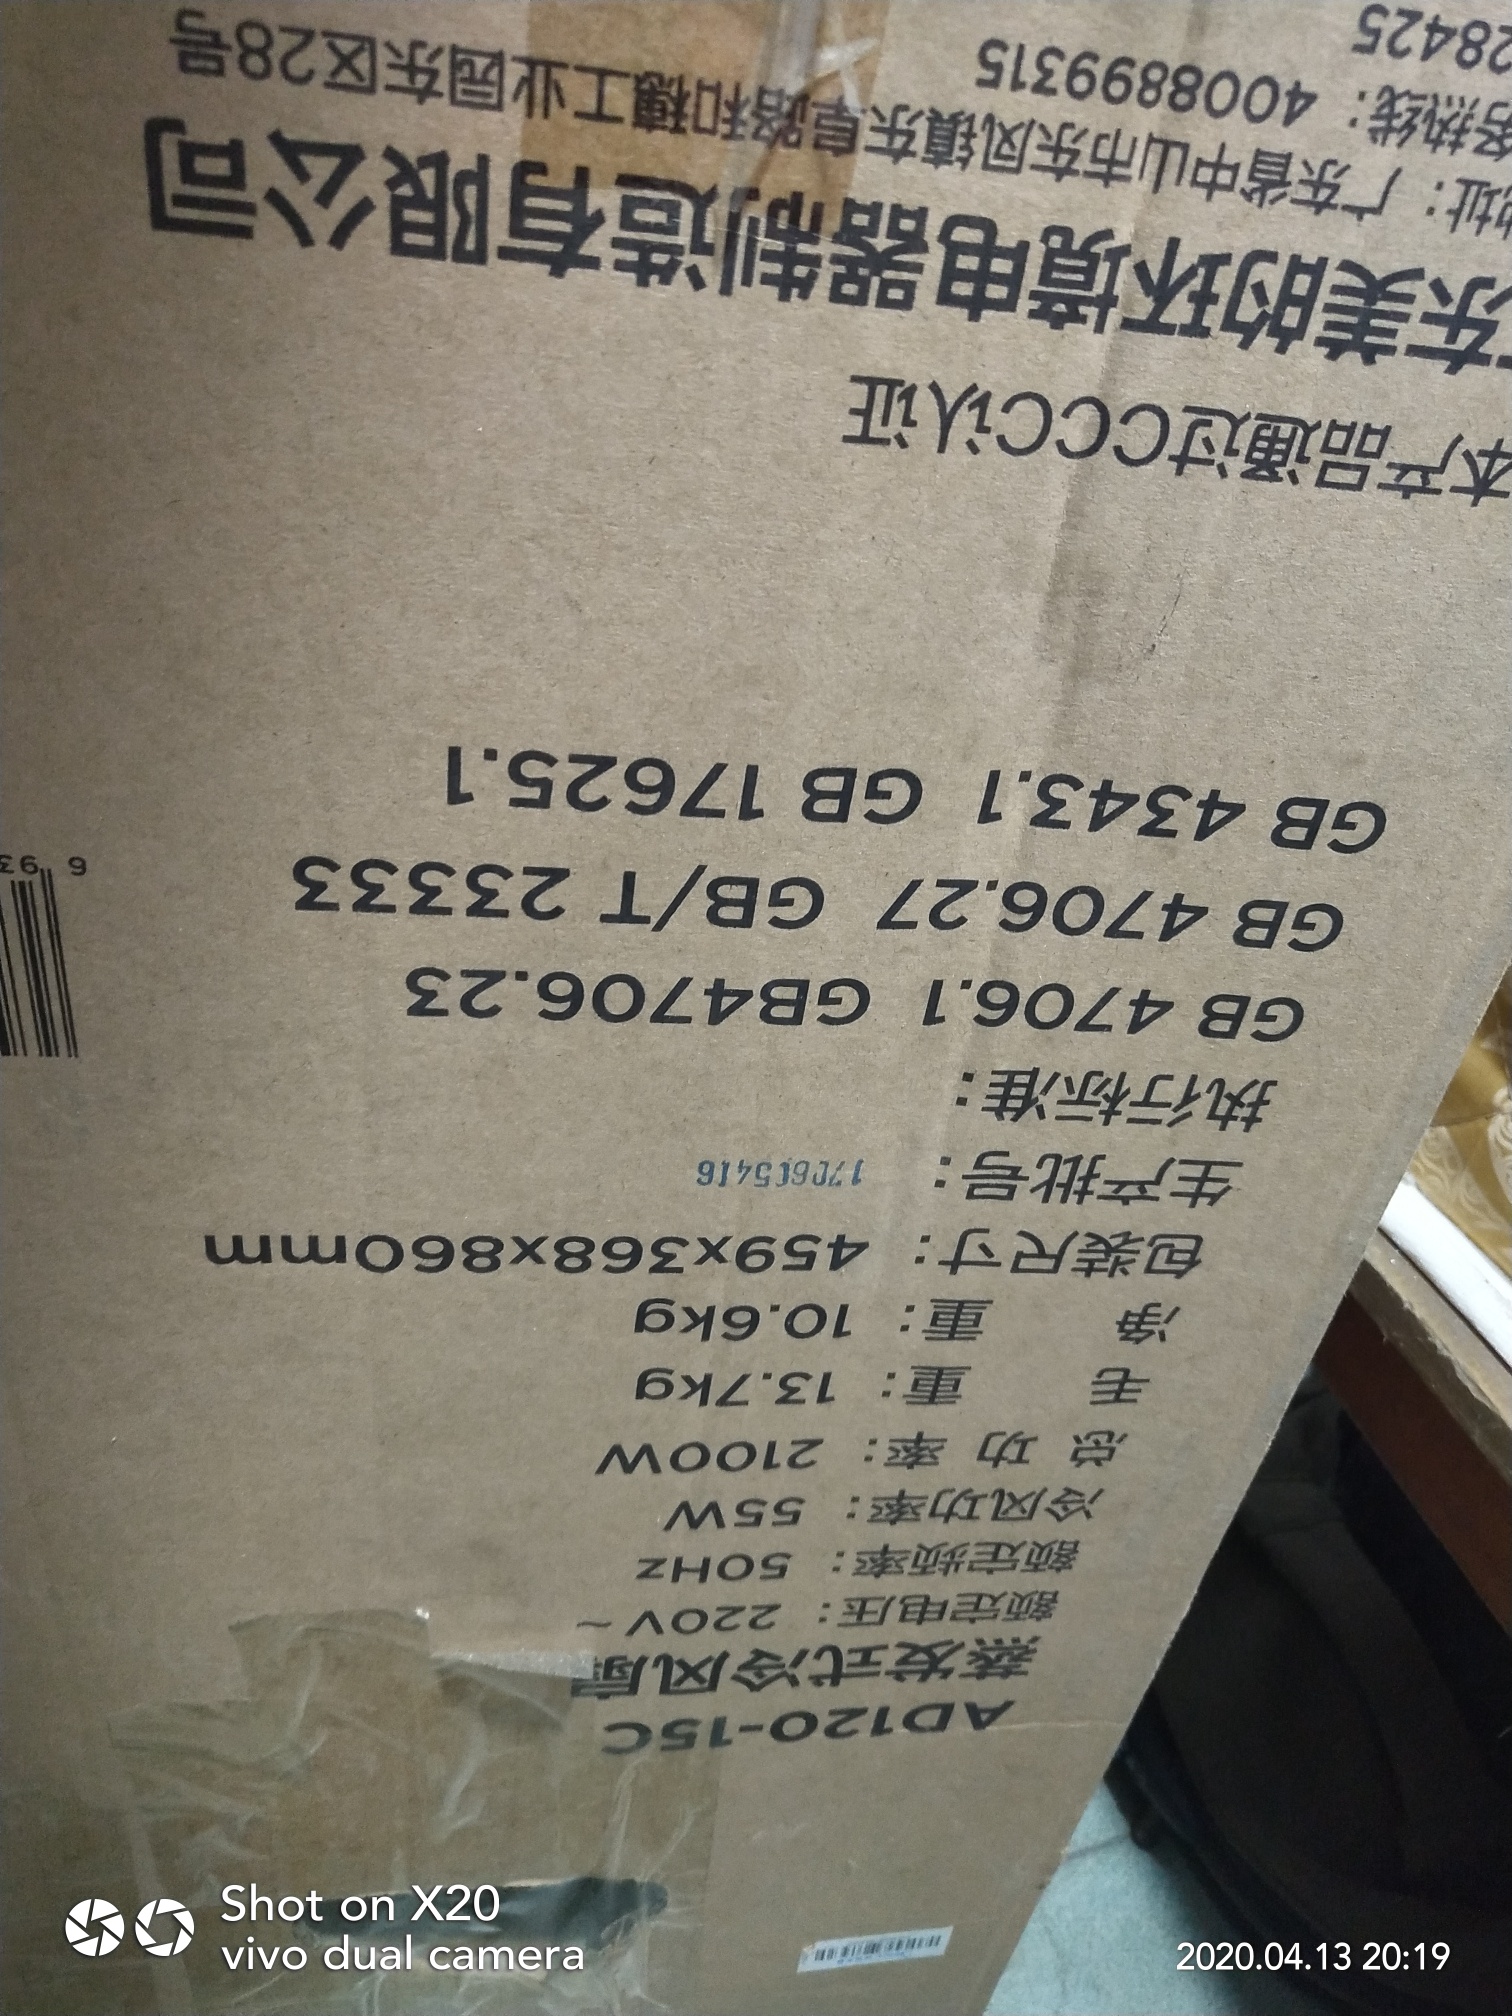 AD120-15C
蒸发式冷风扇
额定电压：220V～
额定频率：50Hz
冷风功率：55W
总 功 率：2100W
毛 重：13.7kg
净 重：10.6kg
包装尺寸：459x368x860mm
生产批号：
执行标准：
GB 4706.1 GB4706.23
GB 4706.27 GB/T 23333
GB 4343.1 GB 17625.1
本产品通过CCC认证
东美的环境电器制造有限公司
地址：广东省中山市东凤镇东阜路和穗工业园东区28号
务热线：4008899315
28425
6 93
Shot on X20
vivo dual camera
2020.04.13 20:19